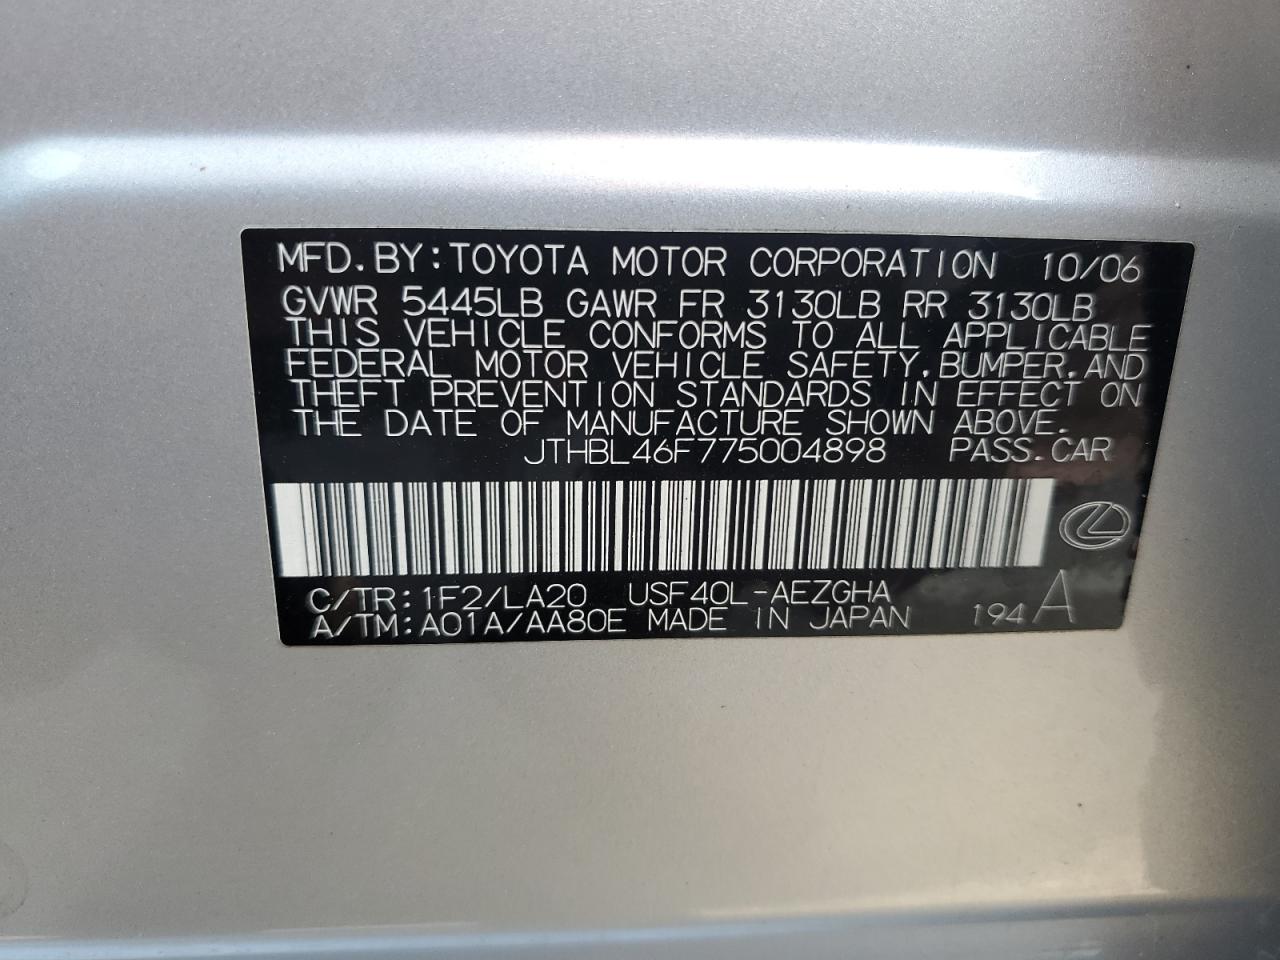 MFD. BY: TOYOTA MOTOR CORPORATION 10/06
GVWR 5445LB GAWR FR 3130LB RR 3130LB
THIS VEHICLE CONFORMS TO ALL APPLICABLE
FEDERAL MOTOR VEHICLE SAFETY, BUMPER, AND
THEFT PREVENTION STANDARDS IN EFFECT ON
THE DATE OF MANUFACTURE SHOWN ABOVE.
JTHBL46F775004898 PASS. CAR
C/TR: 1F2/LA20 USF40L-AEZGHA
A/TM: A01A/AA80E MADE IN JAPAN 194 A